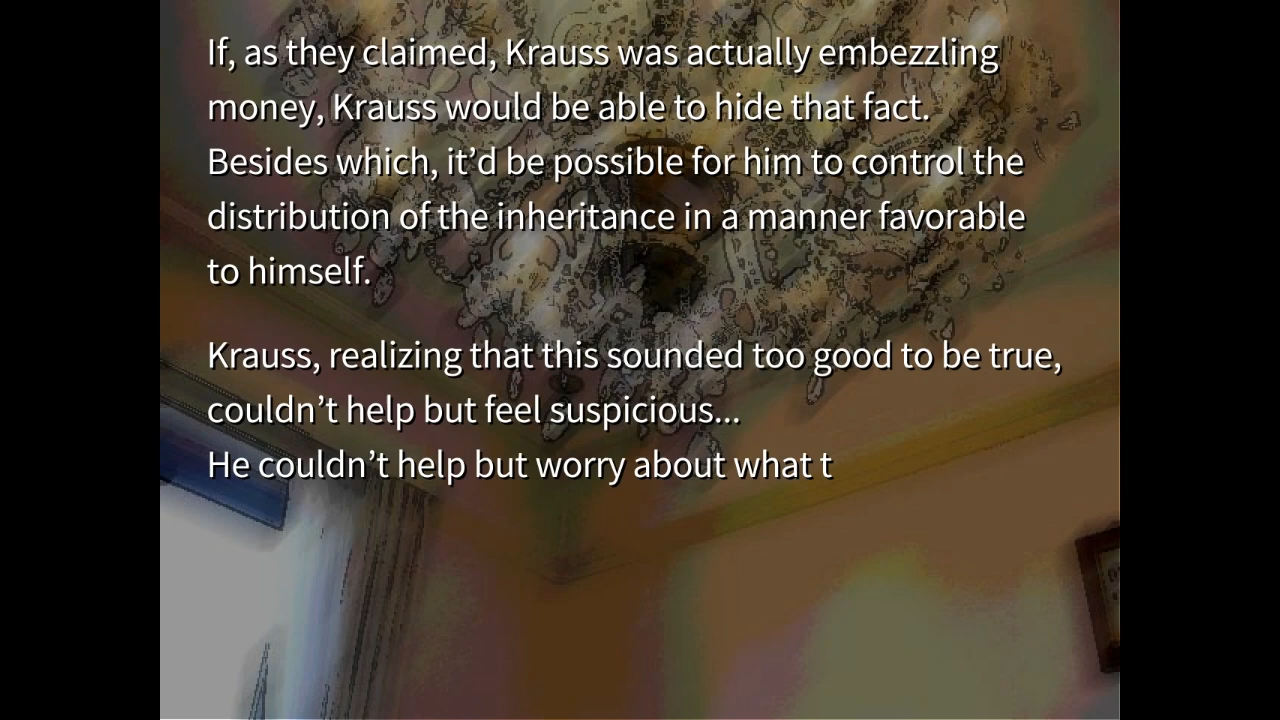 If, as they claimed, Krauss was actually embezzling
money, Krauss would be able to hide that fact.
Besides which, it’d be possible for him to control the
distribution of the inheritance in a manner favorable
to himself.
Krauss, realizing that this sounded too good to be true,
couldn’t help but feel suspicious...
He couldn’t help but worry about what t